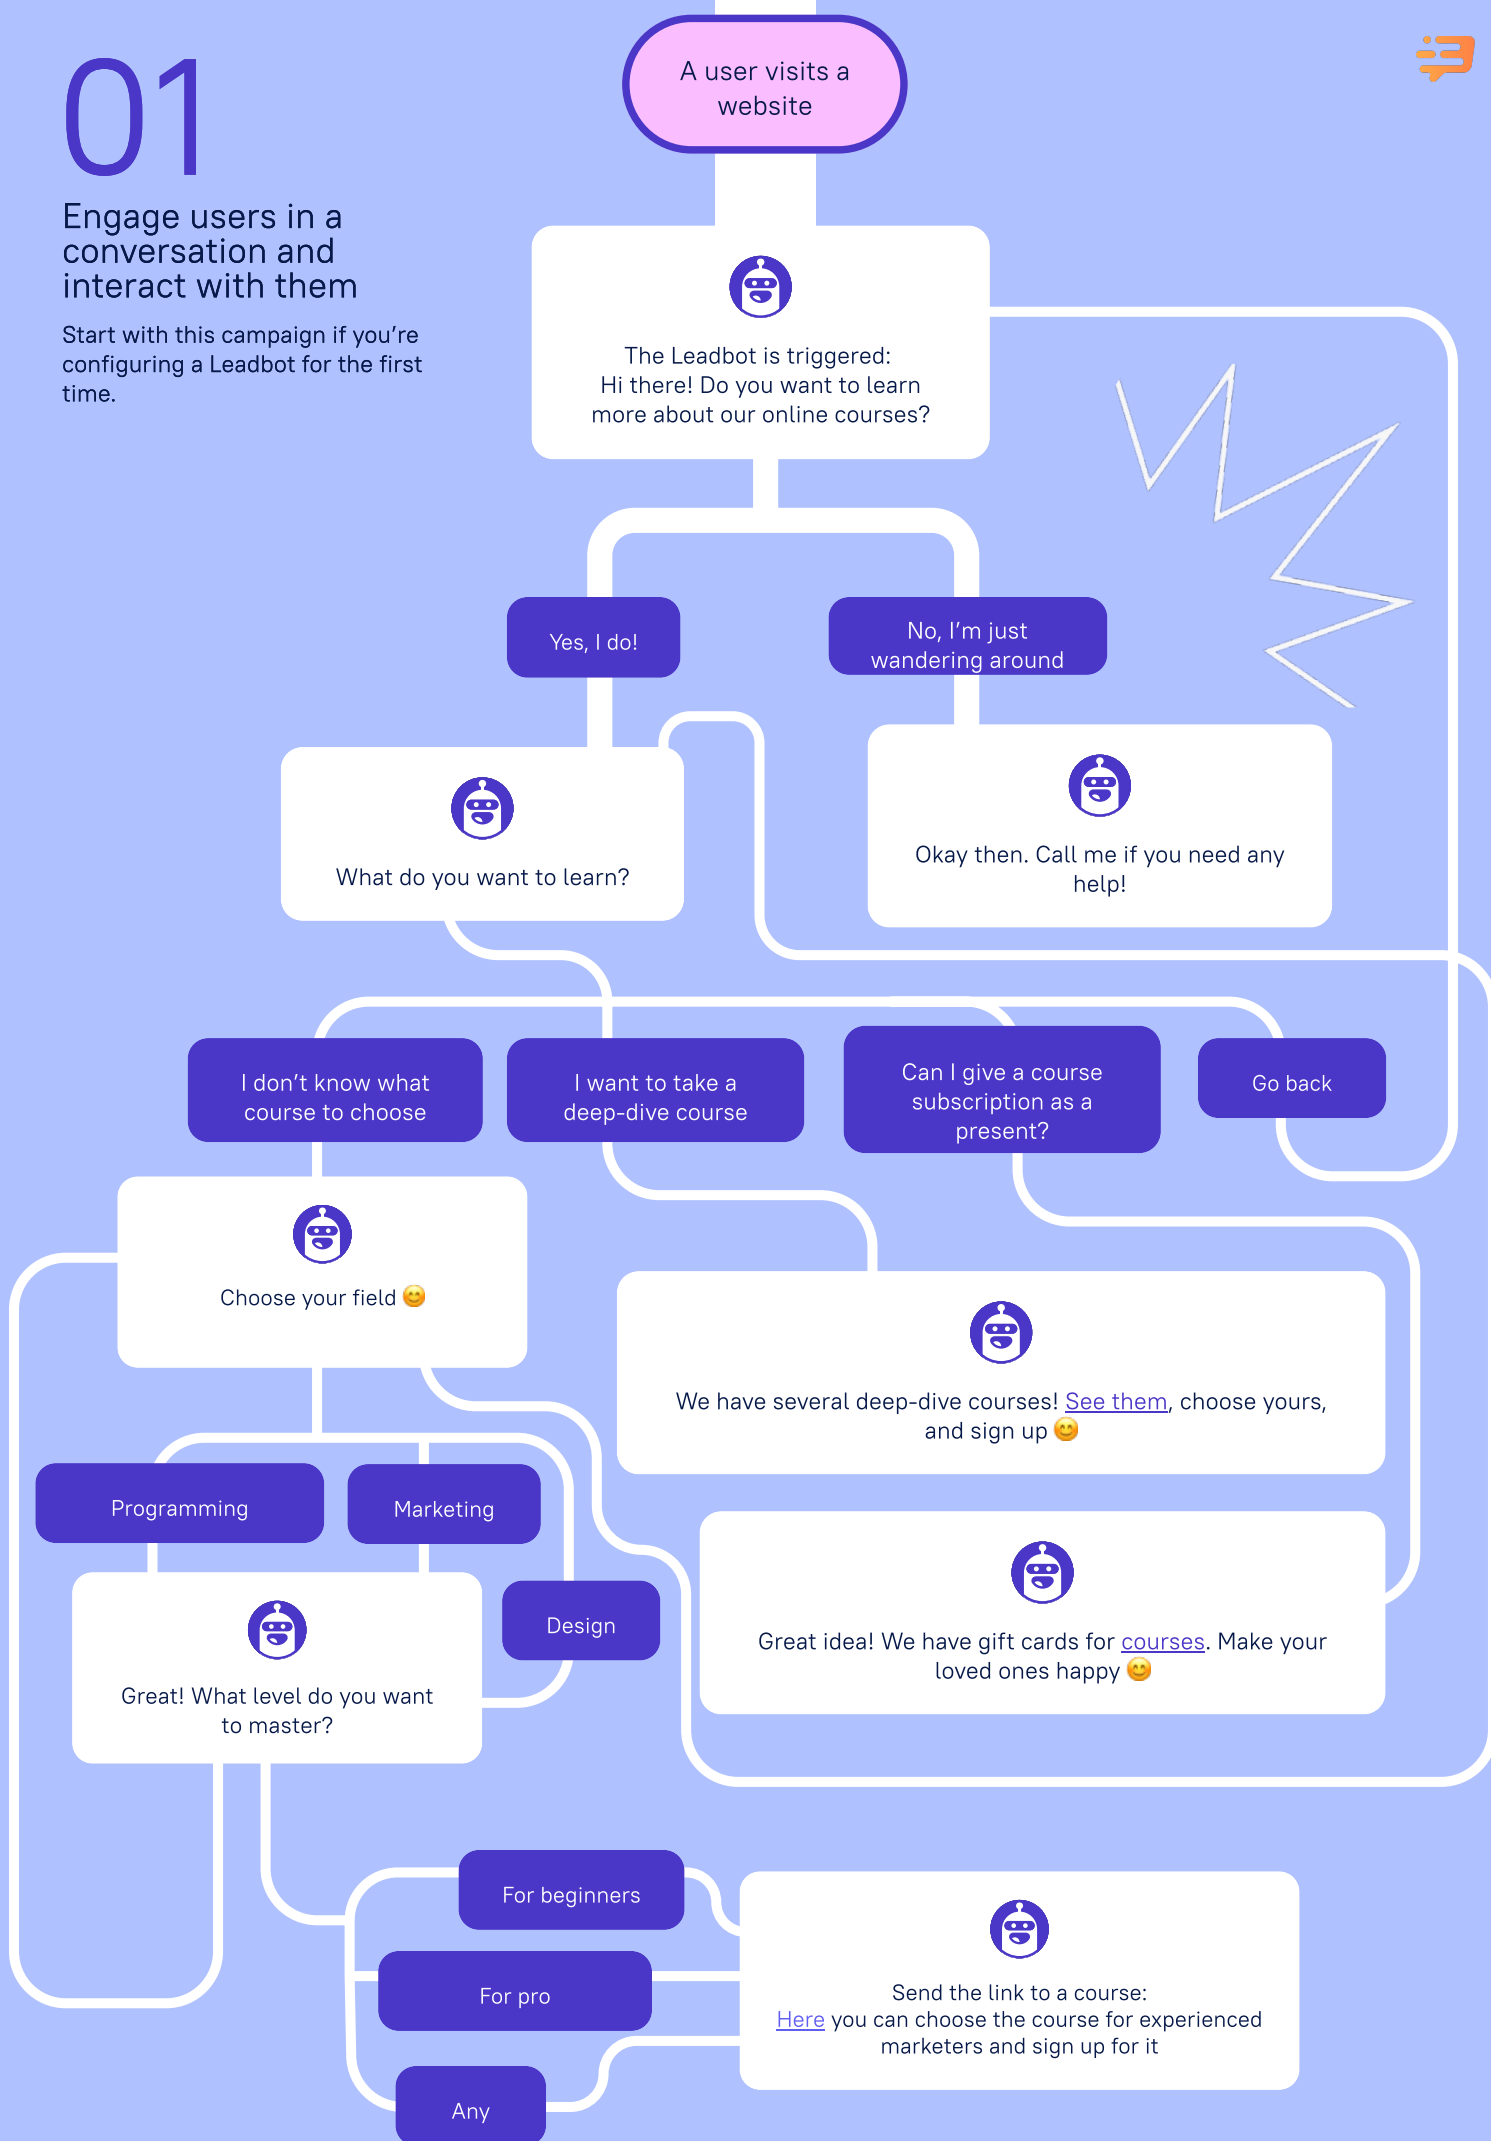 01
Engage users in a
conversation and
interact with them
Start with this campaign if you're
configuring a Leadbot for the first
time.
A user visits a
website
The Leadbot is triggered:
Hi there! Do you want to learn
more about our online courses?
Yes, I do!
No, I'm just
wandering around
What do you want to learn?
Okay then. Call me if you need any
help!
I don't know what
course to choose
I want to take a
deep-dive course
Can I give a course
subscription as a
present?
Go back
Choose your field 😊
We have several deep-dive courses! See them, choose yours,
and sign up 😊
Programming
Marketing
Design
Great idea! We have gift cards for courses. Make your
loved ones happy 😊
Great! What level do you want
to master?
For beginners
For pro
Any
Send the link to a course:
Here you can choose the course for experienced
marketers and sign up for it